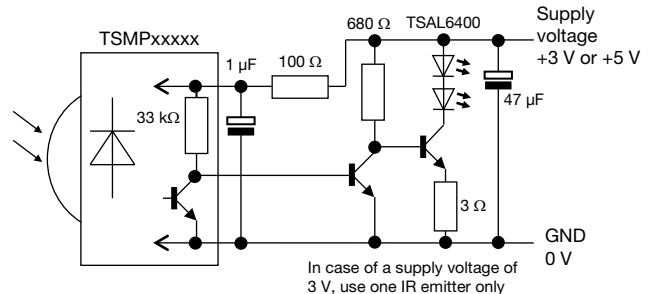 TSMPxxxxx
680 Ω
TSAL6400
Supply
voltage
+3 V or +5 V
1 μF
100 Ω
33 kΩ
47 μF
3 Ω
GND
0 V
In case of a supply voltage of
3 V, use one IR emitter only